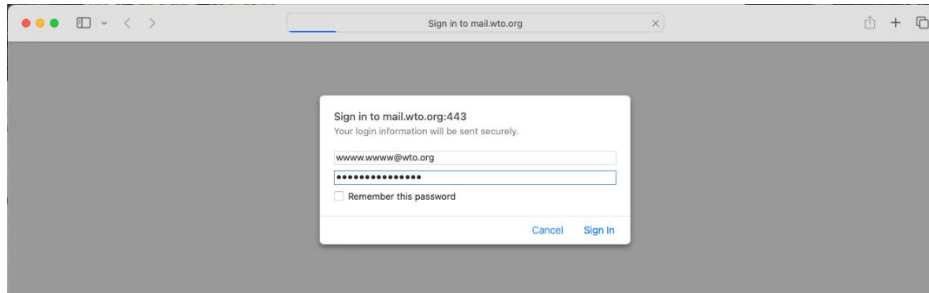 Sign in to mail.wto.org
Sign in to mail.wto.org:443
Your login information will be sent securely.
wwww.wwww@wto.org
•••••••••••••••
Remember this password
Cancel Sign In